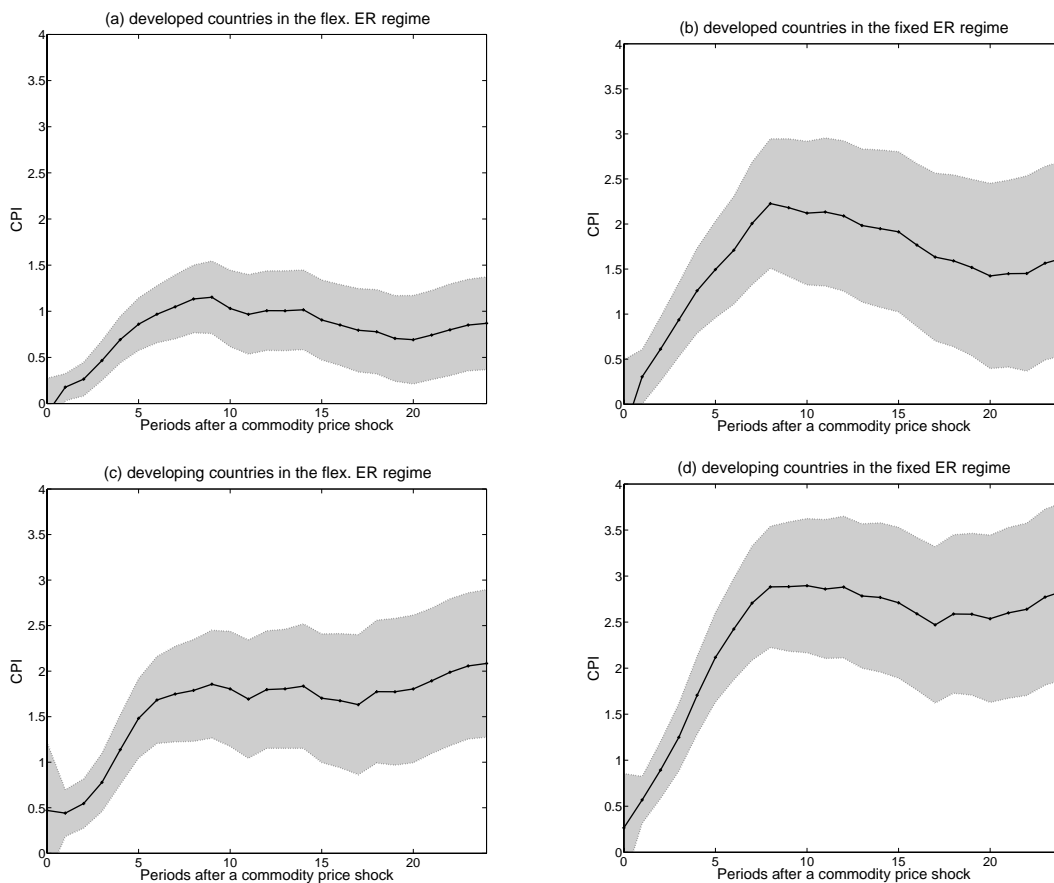 (a) developed countries in the flex. ER regime
4
3.5
3
2.5
2
1.5
1
0.5
0
CPI
0 5 10 15 20
Periods after a commodity price shock
(b) developed countries in the fixed ER regime
4
3.5
3
2.5
2
1.5
1
0.5
0
CPI
0 5 10 15 20
Periods after a commodity price shock
(c) developing countries in the flex. ER regime
4
3.5
3
2.5
2
1.5
1
0.5
0
CPI
0 5 10 15 20
Periods after a commodity price shock
(d) developing countries in the fixed ER regime
4
3.5
3
2.5
2
1.5
1
0.5
0
CPI
0 5 10 15 20
Periods after a commodity price shock